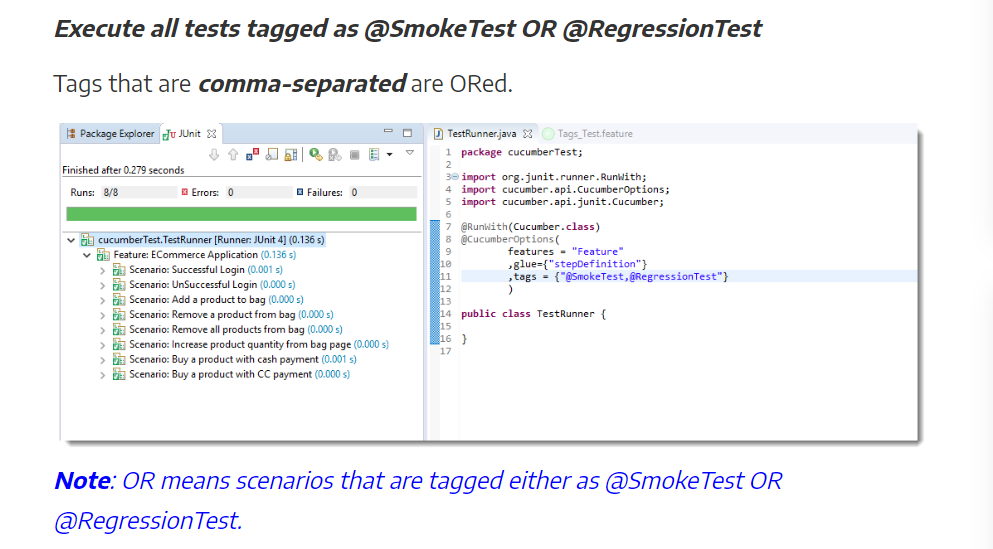 Execute all tests tagged as @SmokeTest OR @RegressionTest
Tags that are comma-separated are ORed.
Package Explorer JUnit
Finished after 0.279 seconds
Runs: 8/8 Errors: 0 Failures: 0
cucumberTest.TestRunner [Runner: JUnit 4] (0.136 s)
Feature: ECommerce Application (0.136 s)
Scenario: Successful Login (0.001 s)
Scenario: UnSuccessful Login (0.000 s)
Scenario: Add a product to bag (0.000 s)
Scenario: Remove a product from bag (0.000 s)
Scenario: Remove all products from bag (0.000 s)
Scenario: Increase product quantity from bag page (0.000 s)
Scenario: Buy a product with cash payment (0.001 s)
Scenario: Buy a product with CC payment (0.000 s)
TestRunner.java Tags_Test.feature
1 package cucumberTest;
2
3 import org.junit.runner.RunWith;
4 import cucumber.api.CucumberOptions;
5 import cucumber.api.junit.Cucumber;
6
7 @RunWith(Cucumber.class)
8 @CucumberOptions(
9 features = "Feature"
10 ,glue={"stepDefinition"}
11 ,tags = {"@SmokeTest,@RegressionTest"}
12 )
13
14 public class TestRunner {
15
16 }
17
Note: OR means scenarios that are tagged either as @SmokeTest OR
@RegressionTest.